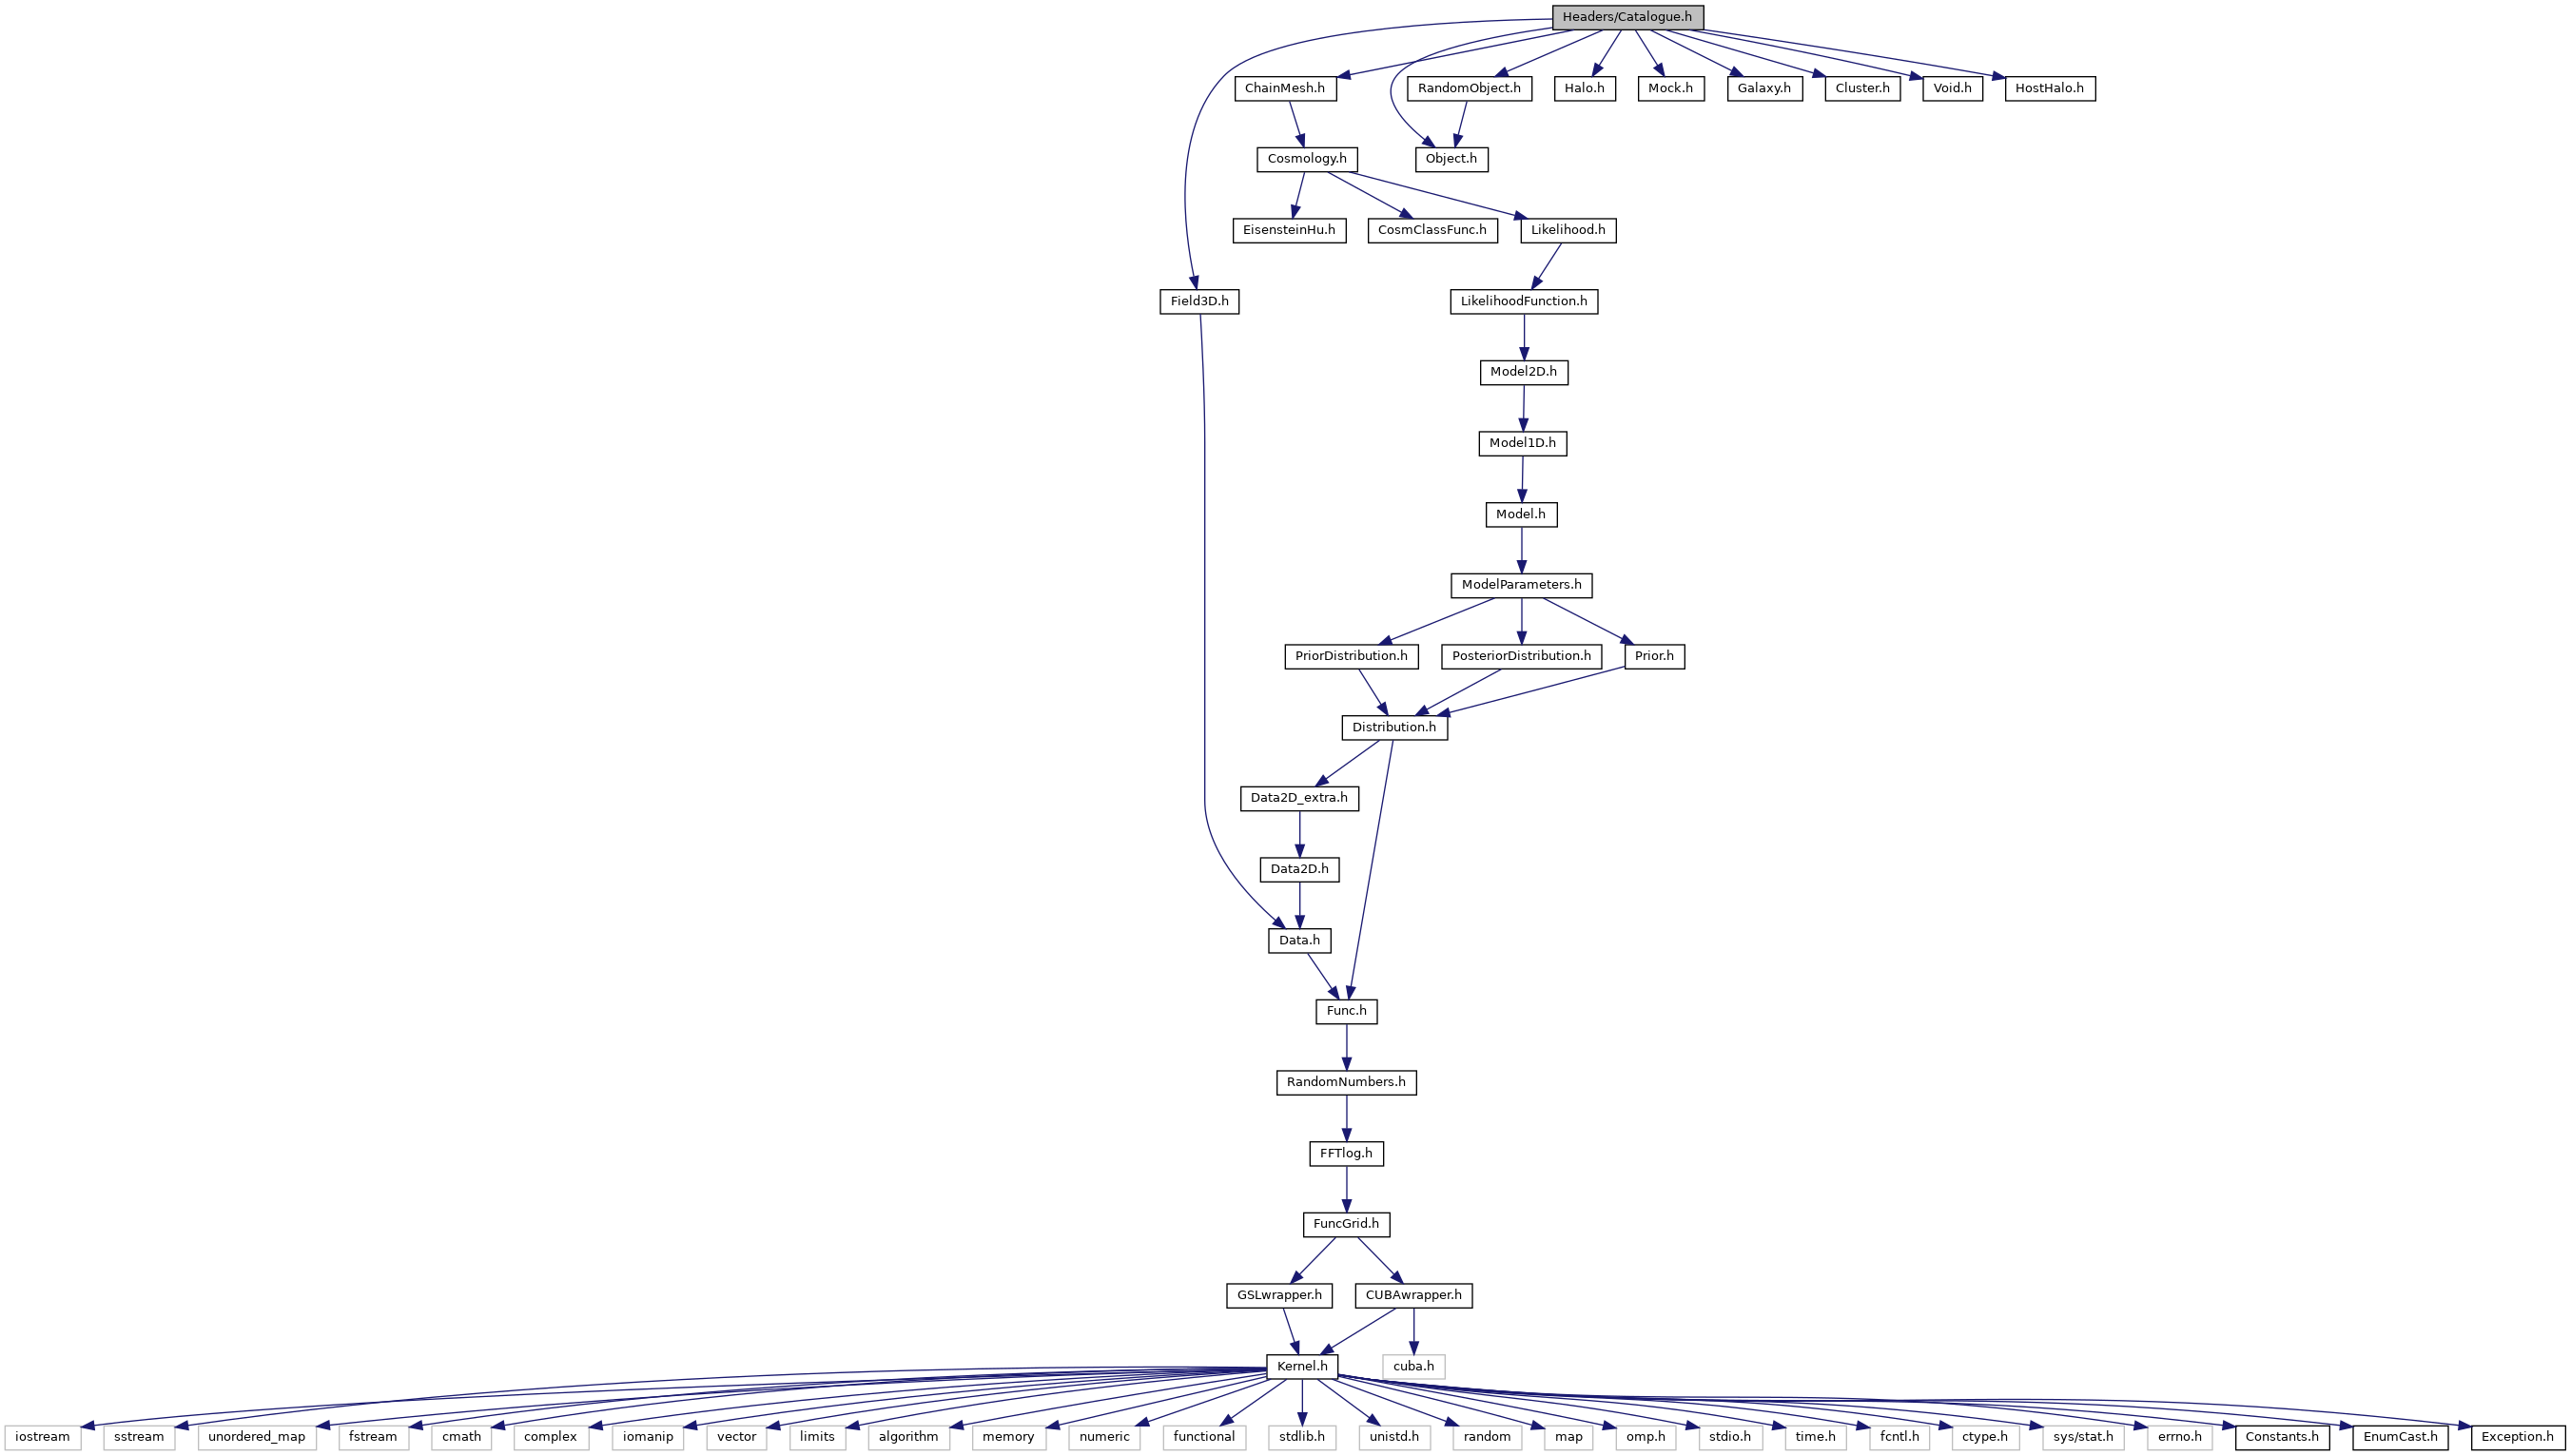 Headers/Catalogue.h
ChainMesh.h
RandomObject.h
Halo.h
Mock.h
Galaxy.h
Cluster.h
Void.h
HostHalo.h
Cosmology.h
Object.h
EisensteinHu.h
CosmClassFunc.h
Likelihood.h
Field3D.h
LikelihoodFunction.h
Model2D.h
Model1D.h
Model.h
ModelParameters.h
PriorDistribution.h
PosteriorDistribution.h
Prior.h
Distribution.h
Data2D_extra.h
Data2D.h
Data.h
Func.h
RandomNumbers.h
FFTlog.h
FuncGrid.h
GSLwrapper.h
CUBAwrapper.h
Kernel.h
cuba.h
iostream
sstream
unordered_map
fstream
cmath
complex
iomanip
vector
limits
algorithm
memory
numeric
functional
stdlib.h
unistd.h
random
map
omp.h
stdio.h
time.h
fcntl.h
ctype.h
sys/stat.h
errno.h
Constants.h
EnumCast.h
Exception.h